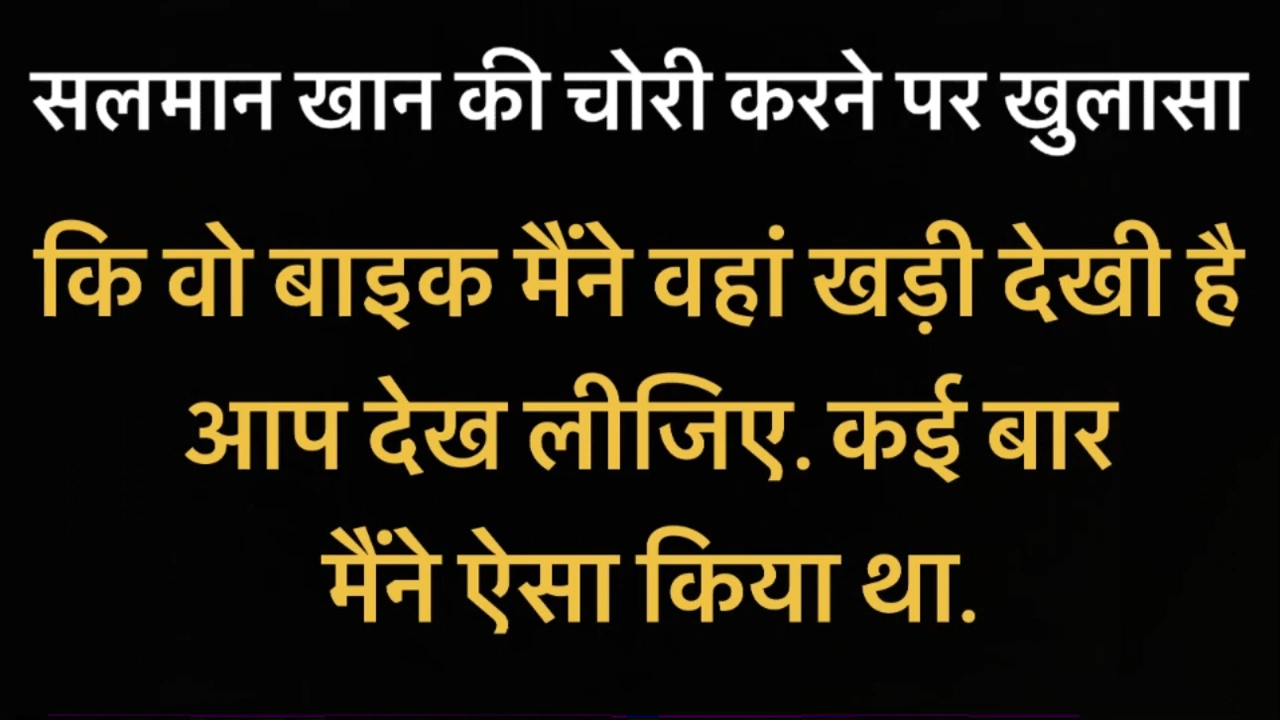 सलमान खान की चोरी करने पर खुलासा
कि वो बाइक मैंने वहां खड़ी देखी है
आप देख लीजिए. कई बार
मैंने ऐसा किया था.